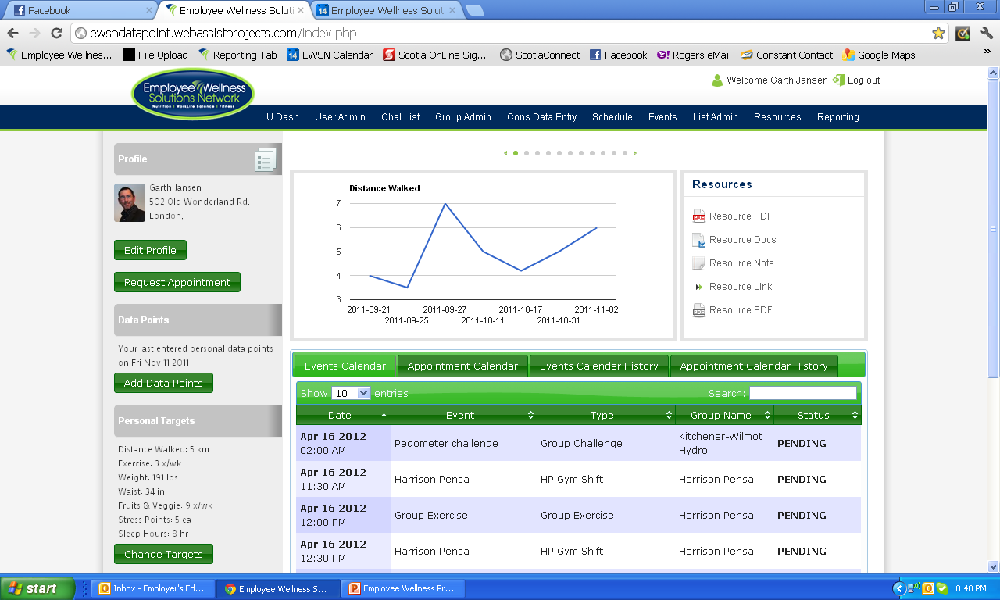 Facebook
Employee Wellness Soluti
Employee Wellness Soluti
ewsndatapoint.webassistprojects.com/index.php
Employee Wellnes...
File Upload
Reporting Tab
14 EWSN Calendar
Scotia OnLine Sig...
ScotiaConnect
Facebook
Rogers eMail
Constant Contact
Google Maps
Employee Wellness
Solutions Network
Nutrition | WorkLife Balance | Fitness
Welcome Garth Jansen
Log out
U Dash
User Admin
Chal List
Group Admin
Cons Data Entry
Schedule
Events
List Admin
Resources
Reporting
Profile
Garth Jansen
502 Old Wonderland Rd.
London,
Edit Profile
Request Appointment
Data Points
Your last entered personal data points
on Fri Nov 11 2011
Add Data Points
Personal Targets
Distance Walked: 5 km
Exercise: 3 x/wk
Weight: 191 lbs
Waist: 34 in
Fruits & Veggie: 9 x/wk
Stress Points: 5 ea
Sleep Hours: 8 hr
Change Targets
Distance Walked
7
6
5
4
3
2011-09-21
2011-09-25
2011-09-27
2011-10-11
2011-10-17
2011-10-31
2011-11-02
Resources
Resource PDF
Resource Docs
Resource Note
Resource Link
Resource PDF
Events Calendar
Appointment Calendar
Events Calendar History
Appointment Calendar History
Show 10 entries
Search:
Date Event Type Group Name Status
Apr 16 2012
02:00 AM
Pedometer challenge
Group Challenge
Kitchener-Wilmot
Hydro
PENDING
Apr 16 2012
11:30 AM
Harrison Pensa
HP Gym Shift
Harrison Pensa
PENDING
Apr 16 2012
12:00 PM
Group Exercise
Group Exercise
Harrison Pensa
PENDING
Apr 16 2012
12:30 PM
Harrison Pensa
HP Gym Shift
Harrison Pensa
PENDING
start
Inbox - Employer's Ed...
Employee Wellness S...
Employee Wellness Pr...
8:48 PM